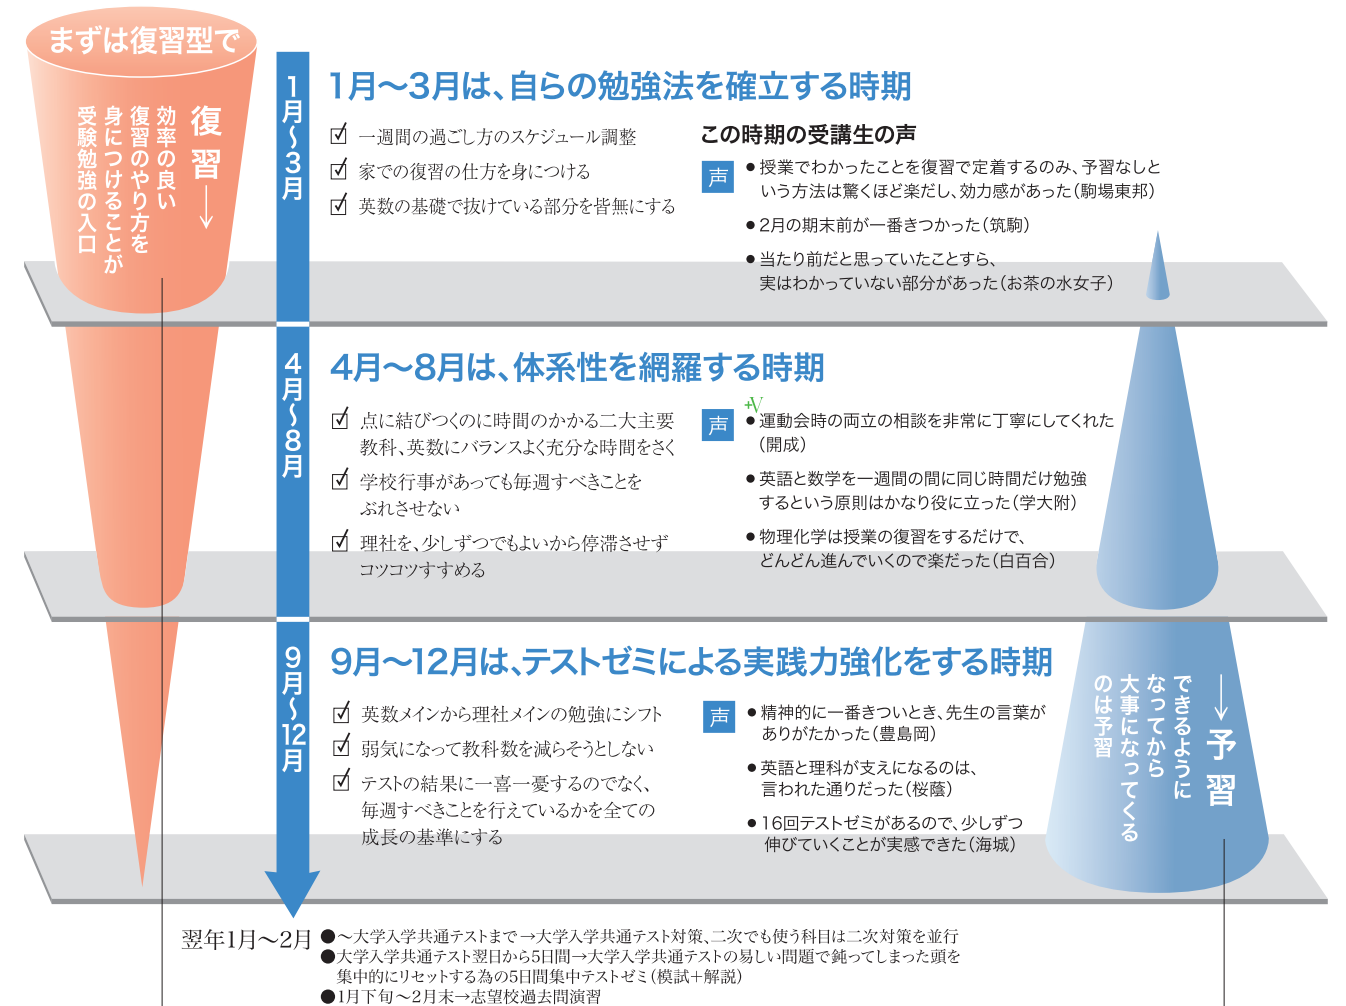 まずは復習型で
復習→
効率の良い
復習のやり方を
身につけることが
受験勉強の入口
1月〜3月
1月〜3月は、自らの勉強法を確立する時期
一週間の過ごし方のスケジュール調整
家での復習の仕方を身につける
英数の基礎で抜けている部分を皆無にする
この時期の受講生の声
声
●授業でわかったことを復習で定着するのみ、予習なしと
いう方法は驚くほど楽だし、効力感があった（駒場東邦）
●2月の期末前が一番きつかった（筑駒）
●当たり前だと思っていたことすら、
実はわかっていない部分があった（お茶の水女子）
4月〜8月
4月〜8月は、体系性を網羅する時期
点に結びつくのに時間のかかる二大主要
教科、英数にバランスよく充分な時間をさく
学校行事があっても毎週すべきことを
ぶれさせない
理社を、少しずつでもよいから停滞させず
コツコツすすめる
声
+V
●運動会時の両立の相談を非常に丁寧にしてくれた
（開成）
●英語と数学を一週間の間に同じ時間だけ勉強
するという原則はかなり役に立った（学大附）
●物理化学は授業の復習をするだけで、
どんどん進んでいくので楽だった（白百合）
9月〜12月
9月〜12月は、テストゼミによる実践力強化をする時期
英数メインから理社メインの勉強にシフト
弱気になって教科数を減らそうとしない
テストの結果に一喜一憂するのでなく、
毎週すべきことを行えているかを全ての
成長の基準にする
声
●精神的に一番きついとき、先生の言葉が
ありがたかった（豊島岡）
●英語と理科が支えになるのは、
言われた通りだった（桜蔭）
●16回テストゼミがあるので、少しずつ
伸びていくことが実感できた（海城）
→予習
できるように
なってから
大事になってくる
のは予習
翌年1月〜2月
●〜大学入学共通テストまで→大学入学共通テスト対策、二次でも使う科目は二次対策を並行
●大学入学共通テスト翌日から5日間→大学入学共通テストの易しい問題で鈍ってしまった頭を
集中的にリセットする為の5日間集中テストゼミ（模試＋解説）
●1月下旬〜2月末→志望校過去問演習